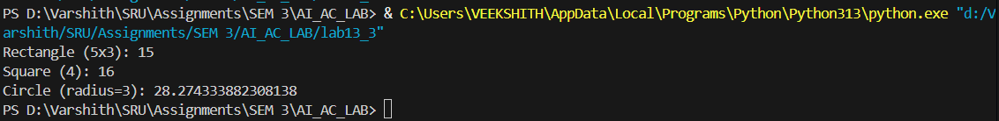 PS D:\Varshith\SRU\Assignments\SEM 3\AI_AC_LAB> & C:\Users\VEEKSHITH\AppData\Local\Programs\Python\Python313\python.exe "d:/V
arshith/SRU/Assignments/SEM 3/AI_AC_LAB/lab13_3"
Rectangle (5x3): 15
Square (4): 16
Circle (radius=3): 28.274333882308138
PS D:\Varshith\SRU\Assignments\SEM 3\AI_AC_LAB>